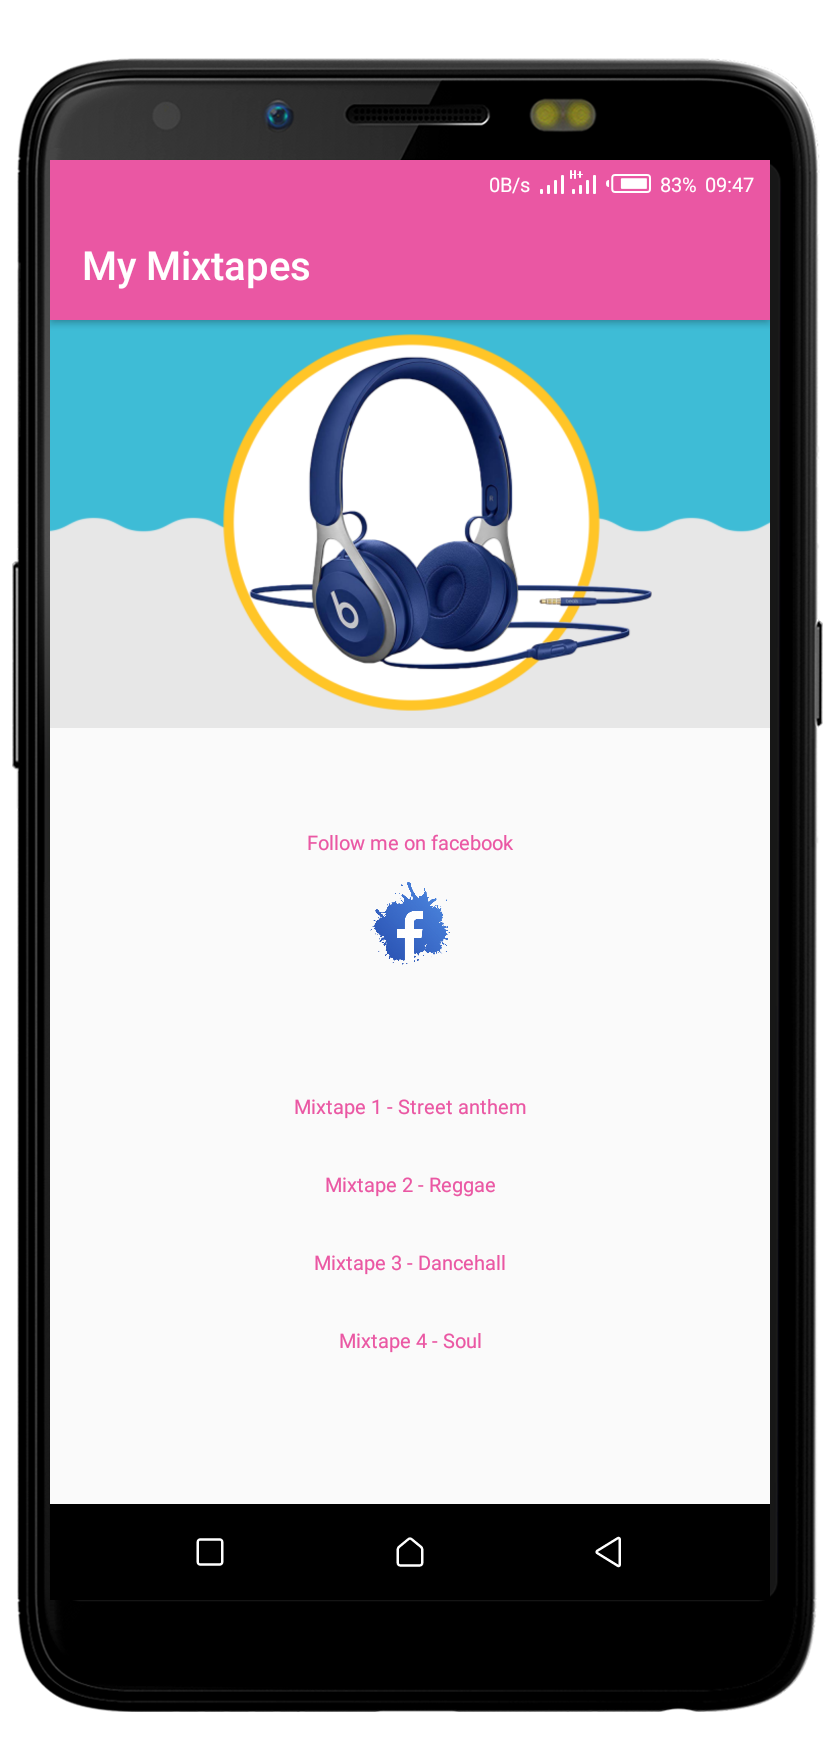 0B/s H+ 83% 09:47
My Mixtapes
b
Follow me on facebook
f
Mixtape 1 - Street anthem
Mixtape 2 - Reggae
Mixtape 3 - Dancehall
Mixtape 4 - Soul